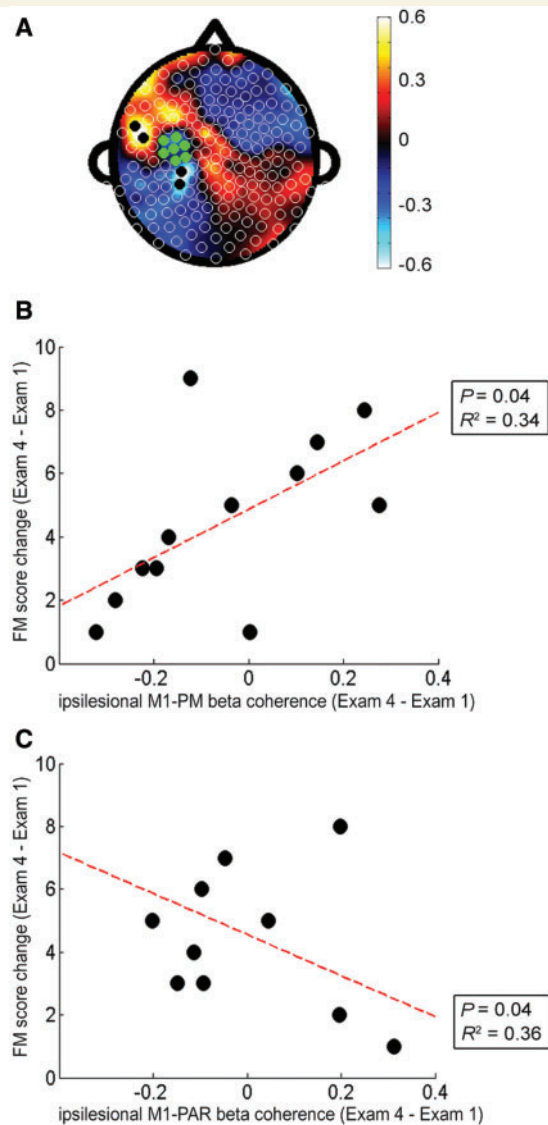 A
0.6
0.3
0
-0.3
-0.6
B
10
8
6
4
2
0
FM score change (Exam 4 - Exam 1)
P = 0.04
R² = 0.34
-0.2
0
0.2
0.4
ipsilesional M1-PM beta coherence (Exam 4 - Exam 1)
C
10
8
6
4
2
0
FM score change (Exam 4 - Exam 1)
P = 0.04
R² = 0.36
-0.2
0
0.2
0.4
ipsilesional M1-PAR beta coherence (Exam 4 - Exam 1)